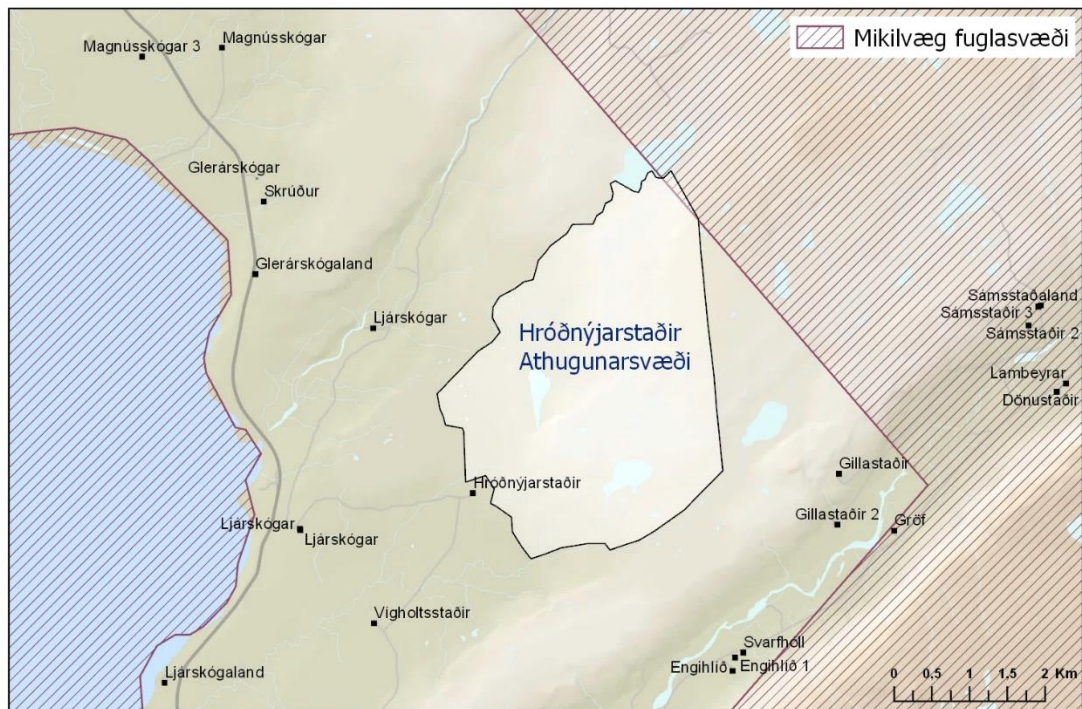 Magnússkógar
Magnússkógar 3
Mikilvæg fuglasvæði
Glerárskógar
Skrúður
Glerárskógaland
Ljárskógar
Hróðnýjarstaðir
Athugunarsvæði
Sámsstaðaland
Sámsstaðir 3
Sámsstaðir 2
Lambeyrar
Dönustaðir
Gillastaðir
Hróðnýjarstaðir
Gillastaðir 2
Gröf
Ljárskógar
Ljárskógar
Vígholtsstaðir
Svarfhóll
Engihlíð
Engihlíð 1
Ljárskógaland
0 0,5 1 1,5 2 Km